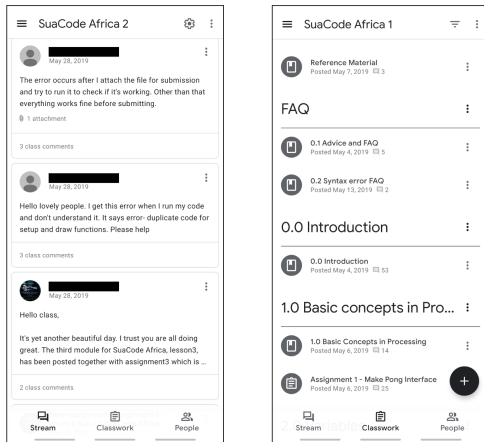 SuaCode Africa 2
May 28, 2019
The error occurs after I attach the file for submission
and try to run it to check if it's working. Other than that
everything works fine before submitting.
1 attachment
3 class comments
May 28, 2019
Hello lovely people. I get this error when I run my code
and don't understand it. It says error- duplicate code for
setup and draw functions. Please help
3 class comments
May 28, 2019
Hello class,
It's yet another beautiful day. I trust you are all doing
great. The third module for SuaCode Africa, lesson3,
has been posted together with assignment3 which is ...
2 class comments
Stream
Classwork
People
SuaCode Africa 1
Reference Material
Posted May 7, 2019 3
FAQ
0.1 Advice and FAQ
Posted May 4, 2019 5
0.2 Syntax error FAQ
Posted May 13, 2019 2
0.0 Introduction
0.0 Introduction
Posted May 4, 2019 53
1.0 Basic concepts in Pro...
1.0 Basic Concepts in Processing
Posted May 6, 2019 14
Assignment 1 - Make Pong Interface
Posted May 6, 2019 25
Stream
Classwork
People